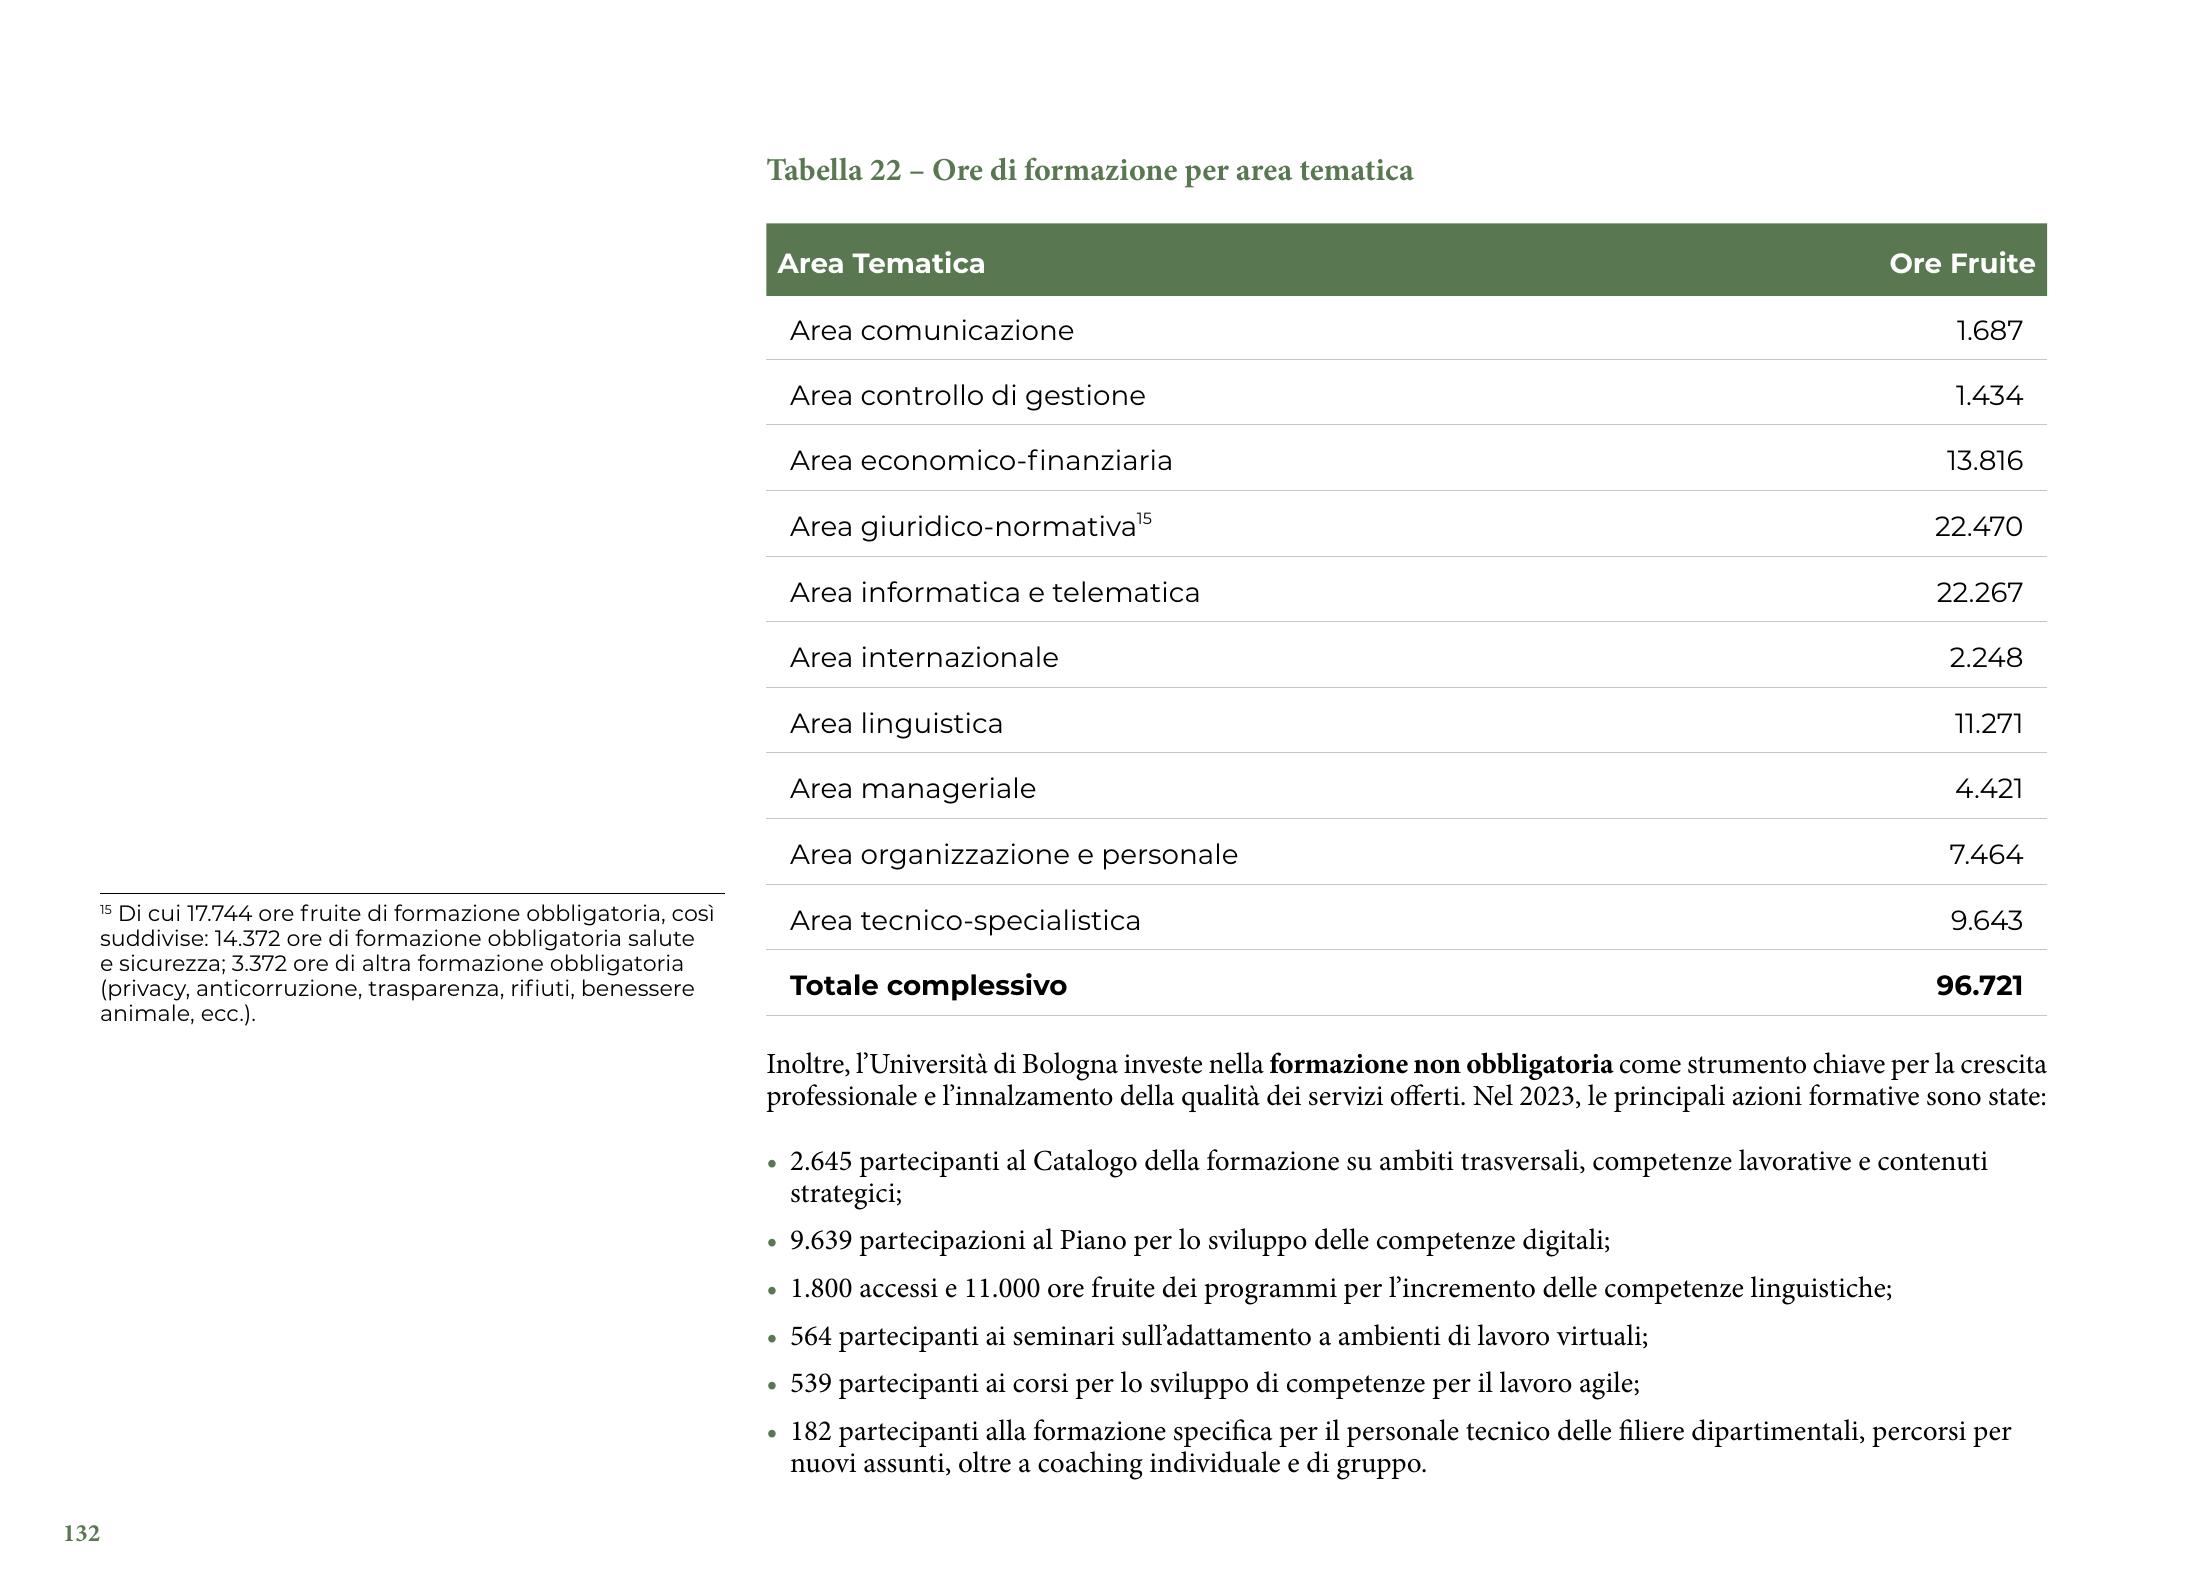 Tabella 22 – Ore di formazione per area tematica
Area Tematica Ore Fruite
Area comunicazione 1.687
Area controllo di gestione 1.434
Area economico-finanziaria 13.816
Area giuridico-normativa15 22.470
Area informatica e telematica 22.267
Area internazionale 2.248
Area linguistica 11.271
Area manageriale 4.421
Area organizzazione e personale 7.464
Area tecnico-specialistica 9.643
Totale complessivo 96.721
15 Di cui 17.744 ore fruite di formazione obbligatoria, così
suddivise: 14.372 ore di formazione obbligatoria salute
e sicurezza; 3.372 ore di altra formazione obbligatoria
(privacy, anticorruzione, trasparenza, rifiuti, benessere
animale, ecc.).
Inoltre, l’Università di Bologna investe nella formazione non obbligatoria come strumento chiave per la crescita
professionale e l’innalzamento della qualità dei servizi offerti. Nel 2023, le principali azioni formative sono state:
• 2.645 partecipanti al Catalogo della formazione su ambiti trasversali, competenze lavorative e contenuti
strategici;
• 9.639 partecipazioni al Piano per lo sviluppo delle competenze digitali;
• 1.800 accessi e 11.000 ore fruite dei programmi per l’incremento delle competenze linguistiche;
• 564 partecipanti ai seminari sull’adattamento a ambienti di lavoro virtuali;
• 539 partecipanti ai corsi per lo sviluppo di competenze per il lavoro agile;
• 182 partecipanti alla formazione specifica per il personale tecnico delle filiere dipartimentali, percorsi per
nuovi assunti, oltre a coaching individuale e di gruppo.
132